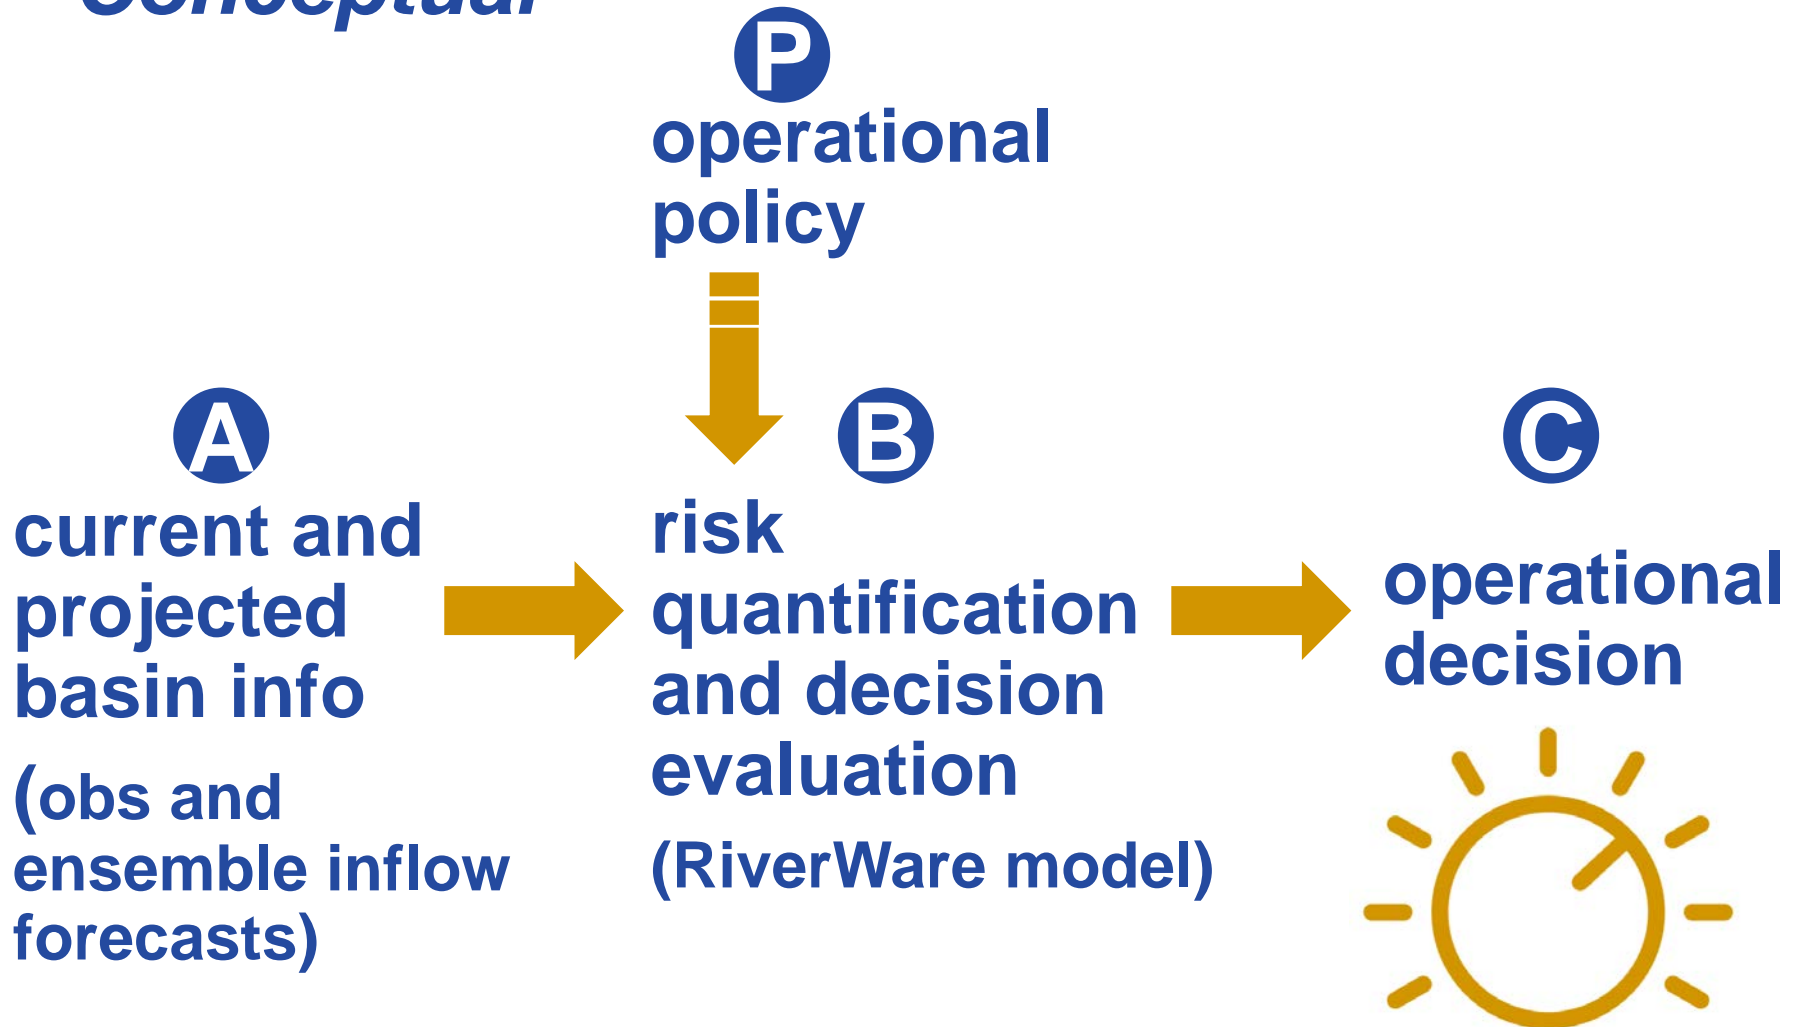 Conceptual
P
operational
policy
A
current and
projected
basin info
(obs and
ensemble inflow
forecasts)
B
risk
quantification
and decision
evaluation
(RiverWare model)
C
operational
decision